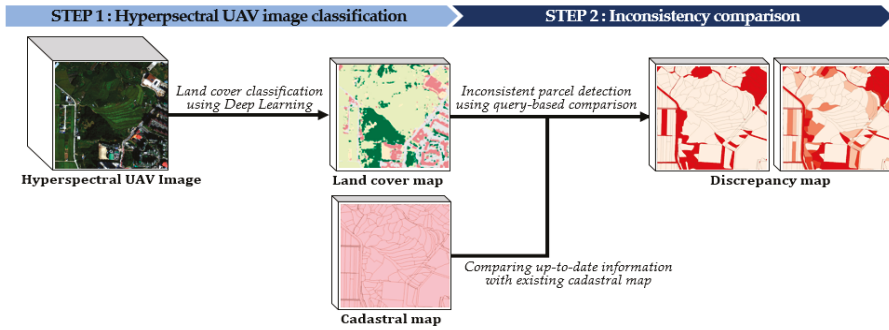 STEP 1 : Hyperpsectral UAV image classification
STEP 2 : Inconsistency comparison
Land cover classification
using Deep Learning
Inconsistent parcel detection
using query-based comparison
Hyperspectral UAV Image
Land cover map
Discrepancy map
Comparing up-to-date information
with existing cadastral map
Cadastral map